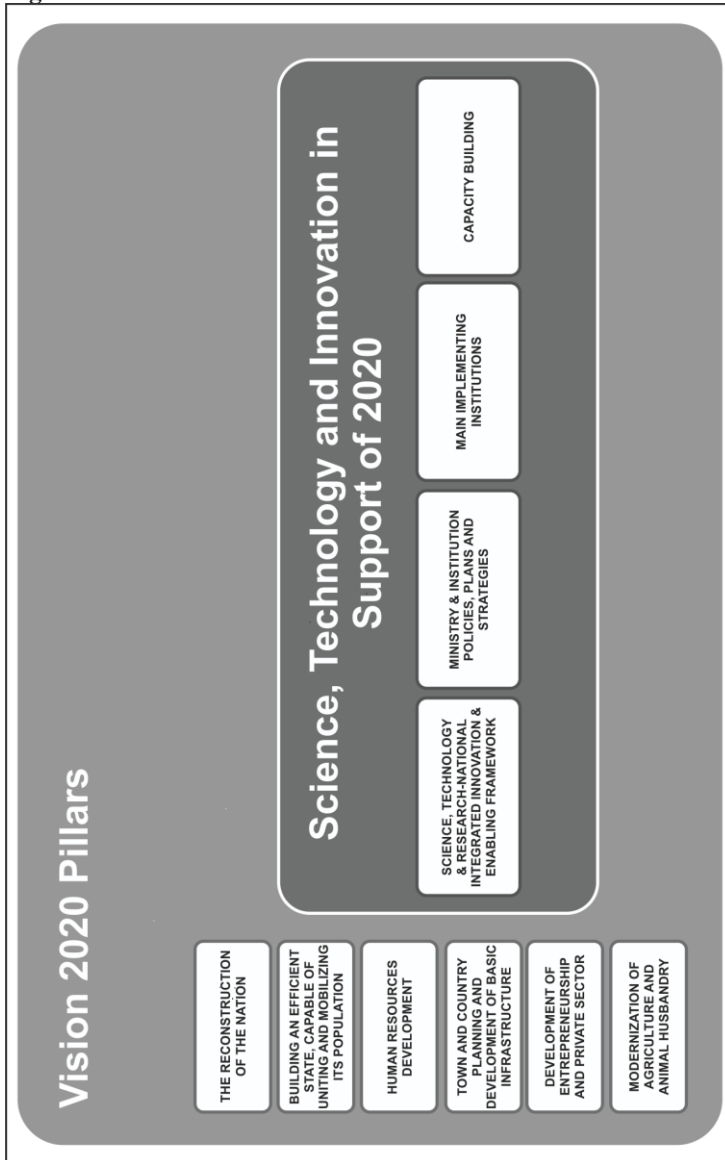 Vision 2020 Pillars
THE RECONSTRUCTION
OF THE NATION
BUILDING AN EFFICIENT
STATE, CAPABLE OF
UNITING AND MOBILIZING
ITS POPULATION
HUMAN RESOURCES
DEVELOPMENT
TOWN AND COUNTRY
PLANNING AND
DEVELOPMENT OF BASIC
INFRASTRUCTURE
DEVELOPMENT OF
ENTREPRENEURSHIP
AND PRIVATE SECTOR
MODERNIZATION OF
AGRICULTURE AND
ANIMAL HUSBANDRY
Science, Technology and Innovation in
Support of 2020
SCIENCE, TECHNOLOGY
& RESEARCH-NATIONAL
INTEGRATED INNOVATION &
ENABLING FRAMEWORK
MINISTRY & INSTITUTION
POLICIES, PLANS AND
STRATEGIES
MAIN IMPLEMENTING
INSTITUTIONS
CAPACITY BUILDING